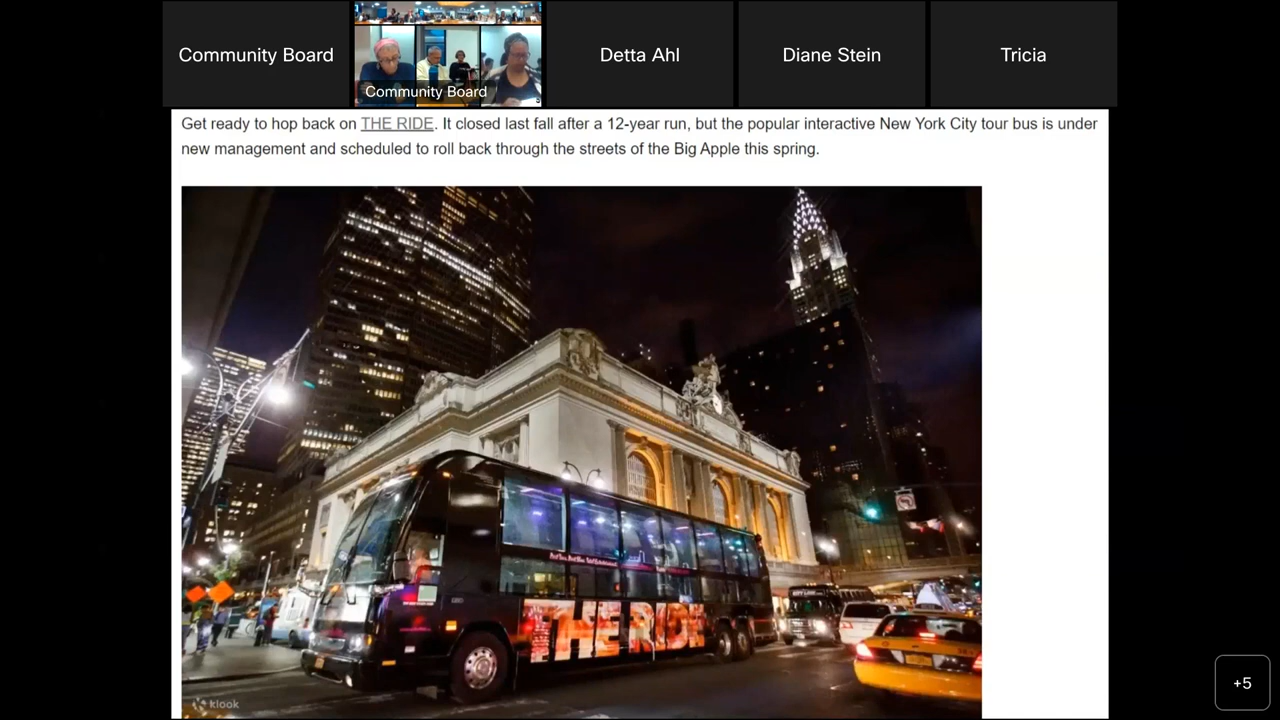 Community Board
Community Board
Detta Ahl
Diane Stein
Tricia
Get ready to hop back on THE RIDE. It closed last fall after a 12-year run, but the popular interactive New York City tour bus is under
new management and scheduled to roll back through the streets of the Big Apple this spring.
THE RIDE
klook
+5